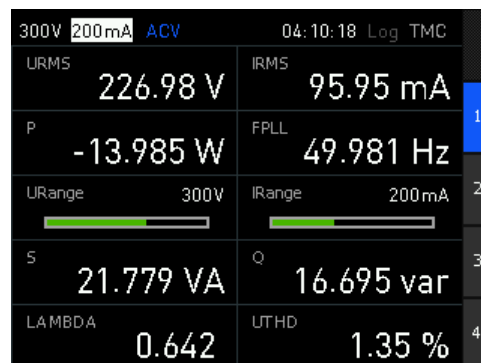 300V 200mA ACV 04:10:18 Log TMC
URMS IRMS
226.98 V 95.95 mA
P FPLL
-13.985 W 49.981 Hz
URange 300V IRange 200mA
S Q
21.779 VA 16.695 var
LAMBDA UTHD
0.642 1.35 %
1
2
3
4